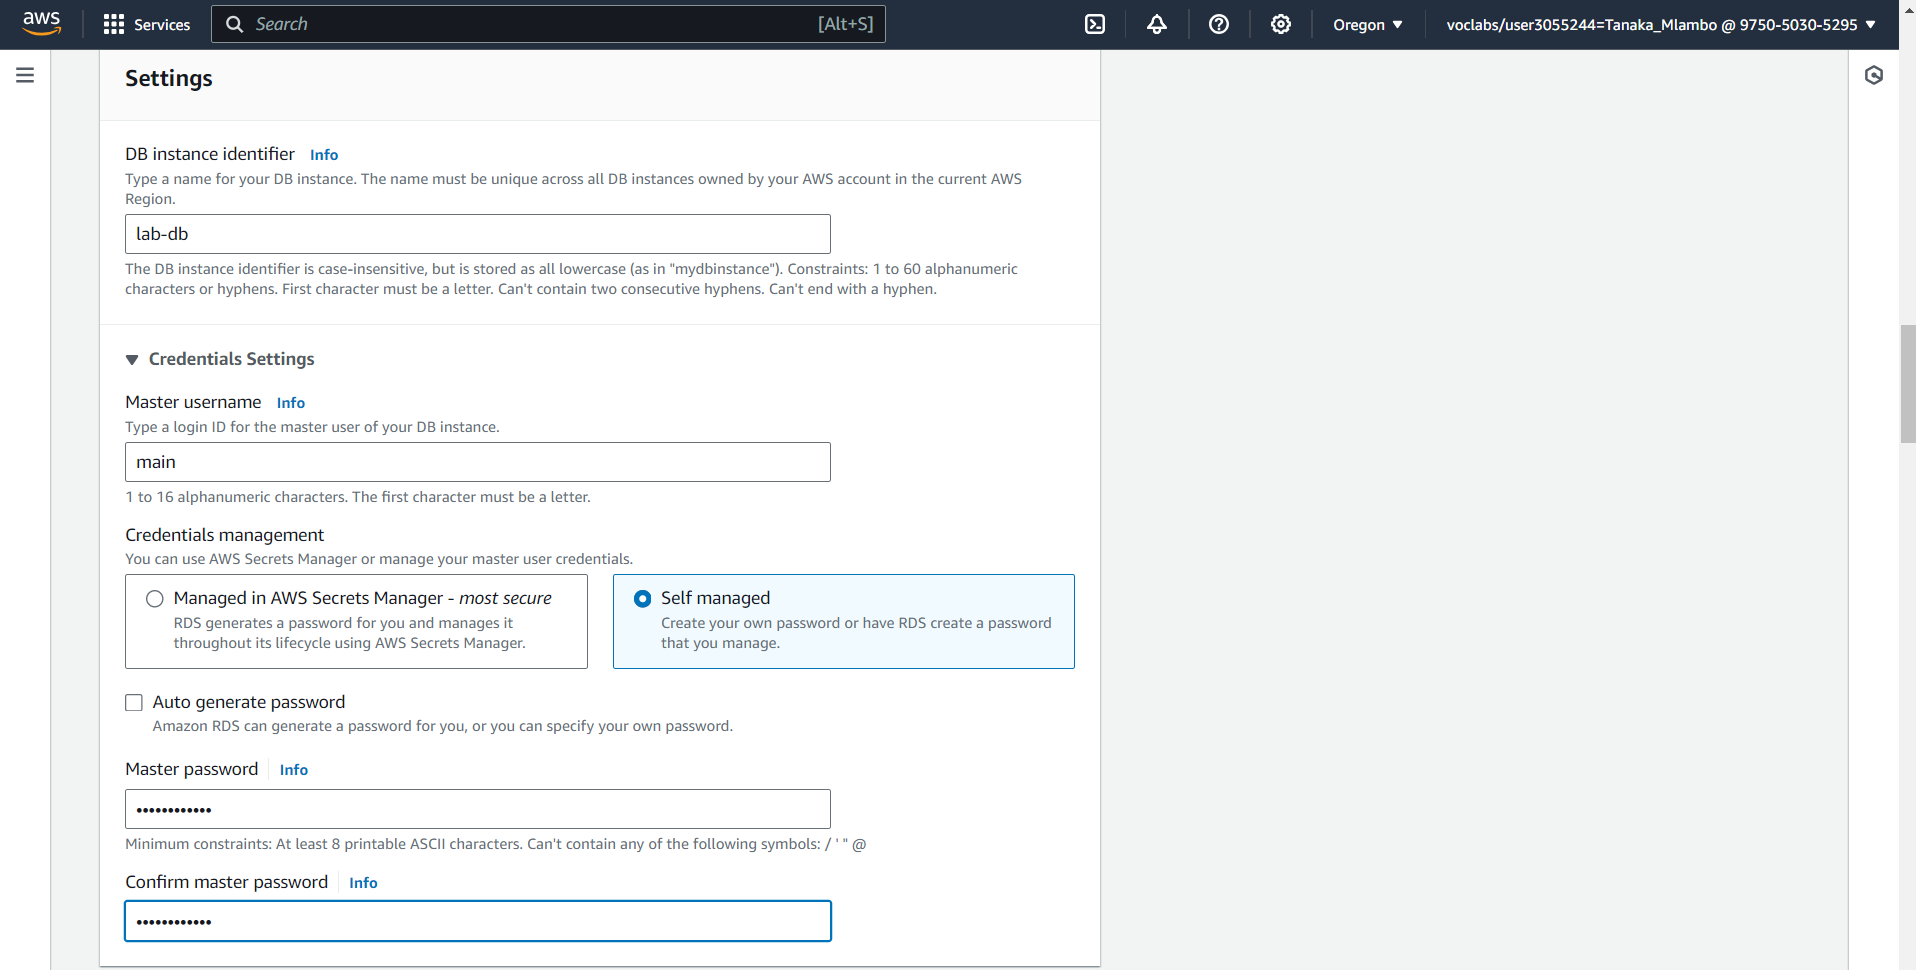 aws Services Search [Alt+S] Oregon voclabs/user3055244=Tanaka_Mlambo @ 9750-5030-5295
Settings
DB instance identifier Info
Type a name for your DB instance. The name must be unique across all DB instances owned by your AWS account in the current AWS
Region.
lab-db
The DB instance identifier is case-insensitive, but is stored as all lowercase (as in "mydbinstance"). Constraints: 1 to 60 alphanumeric
characters or hyphens. First character must be a letter. Can't contain two consecutive hyphens. Can't end with a hyphen.
Credentials Settings
Master username Info
Type a login ID for the master user of your DB instance.
main
1 to 16 alphanumeric characters. The first character must be a letter.
Credentials management
You can use AWS Secrets Manager or manage your master user credentials.
Managed in AWS Secrets Manager - most secure
RDS generates a password for you and manages it
throughout its lifecycle using AWS Secrets Manager.
Self managed
Create your own password or have RDS create a password
that you manage.
Auto generate password
Amazon RDS can generate a password for you, or you can specify your own password.
Master password Info
••••••••••••
Minimum constraints: At least 8 printable ASCII characters. Can't contain any of the following symbols: / ' " @
Confirm master password Info
••••••••••••